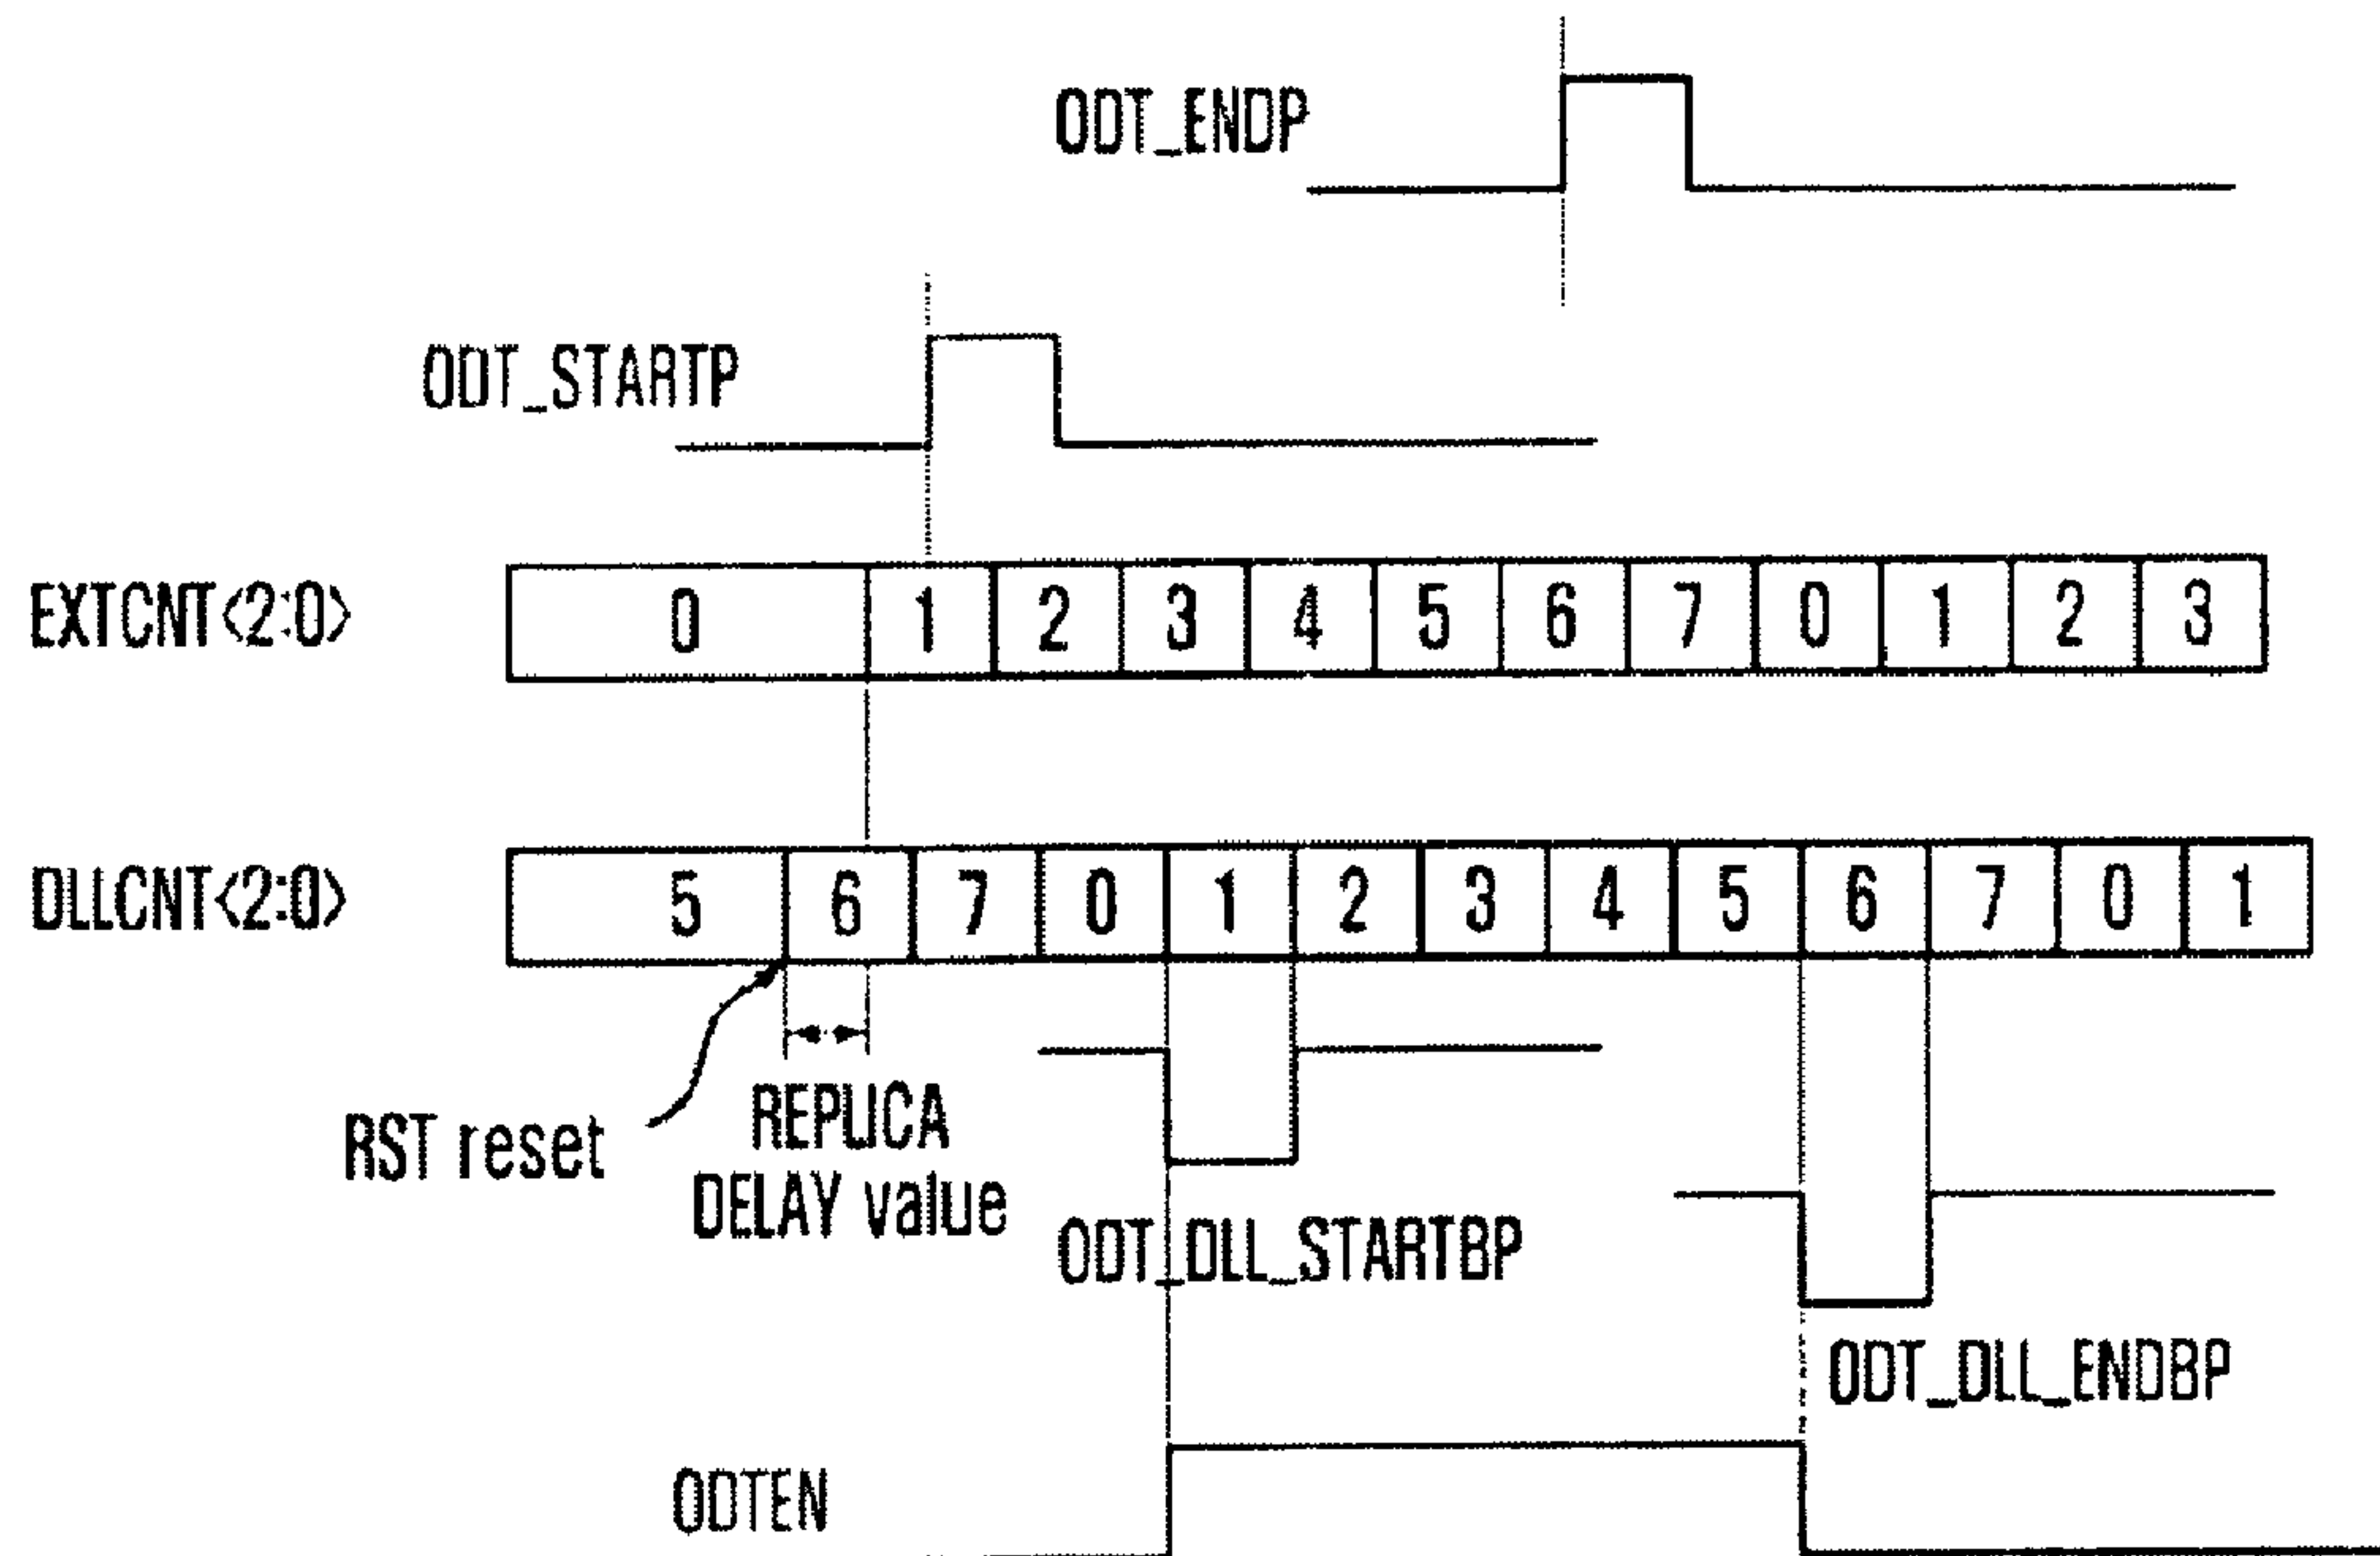 ODT_ENDP
ODT_STARTP
EXTCNT<2:0> 0 1 2 3 4 5 6 7 0 1 2 3
DLLCNT<2:0> 5 6 7 0 1 2 3 4 5 6 7 0 1
RST reset
REPLICA
DELAY value
ODT_DLL_STARTBP
ODT_DLL_ENDBP
ODTEN